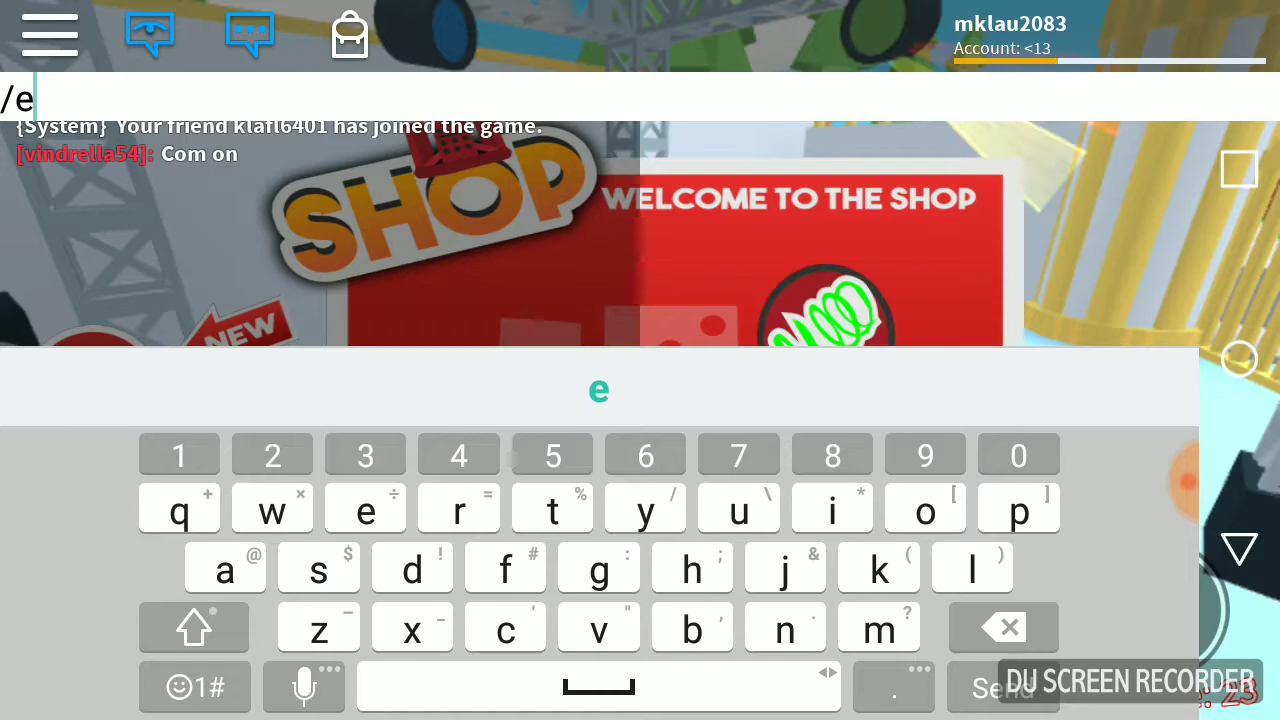 mklau2083
Account: <13
/e
{System} Your friend klafl6401 has joined the game.
[vindrella54]: Com on
SHOP
WELCOME TO THE SHOP
NEW
e
1 2 3 4 5 6 7 8 9 0
q + w × e ÷ r = t % y / u \ i * o [ p ]
a @ s $ d ! f # g : h ; j & k ( l )
z – x _ c ' v " b , n . m ?
1# .
DU SCREEN RECORDER
: 23